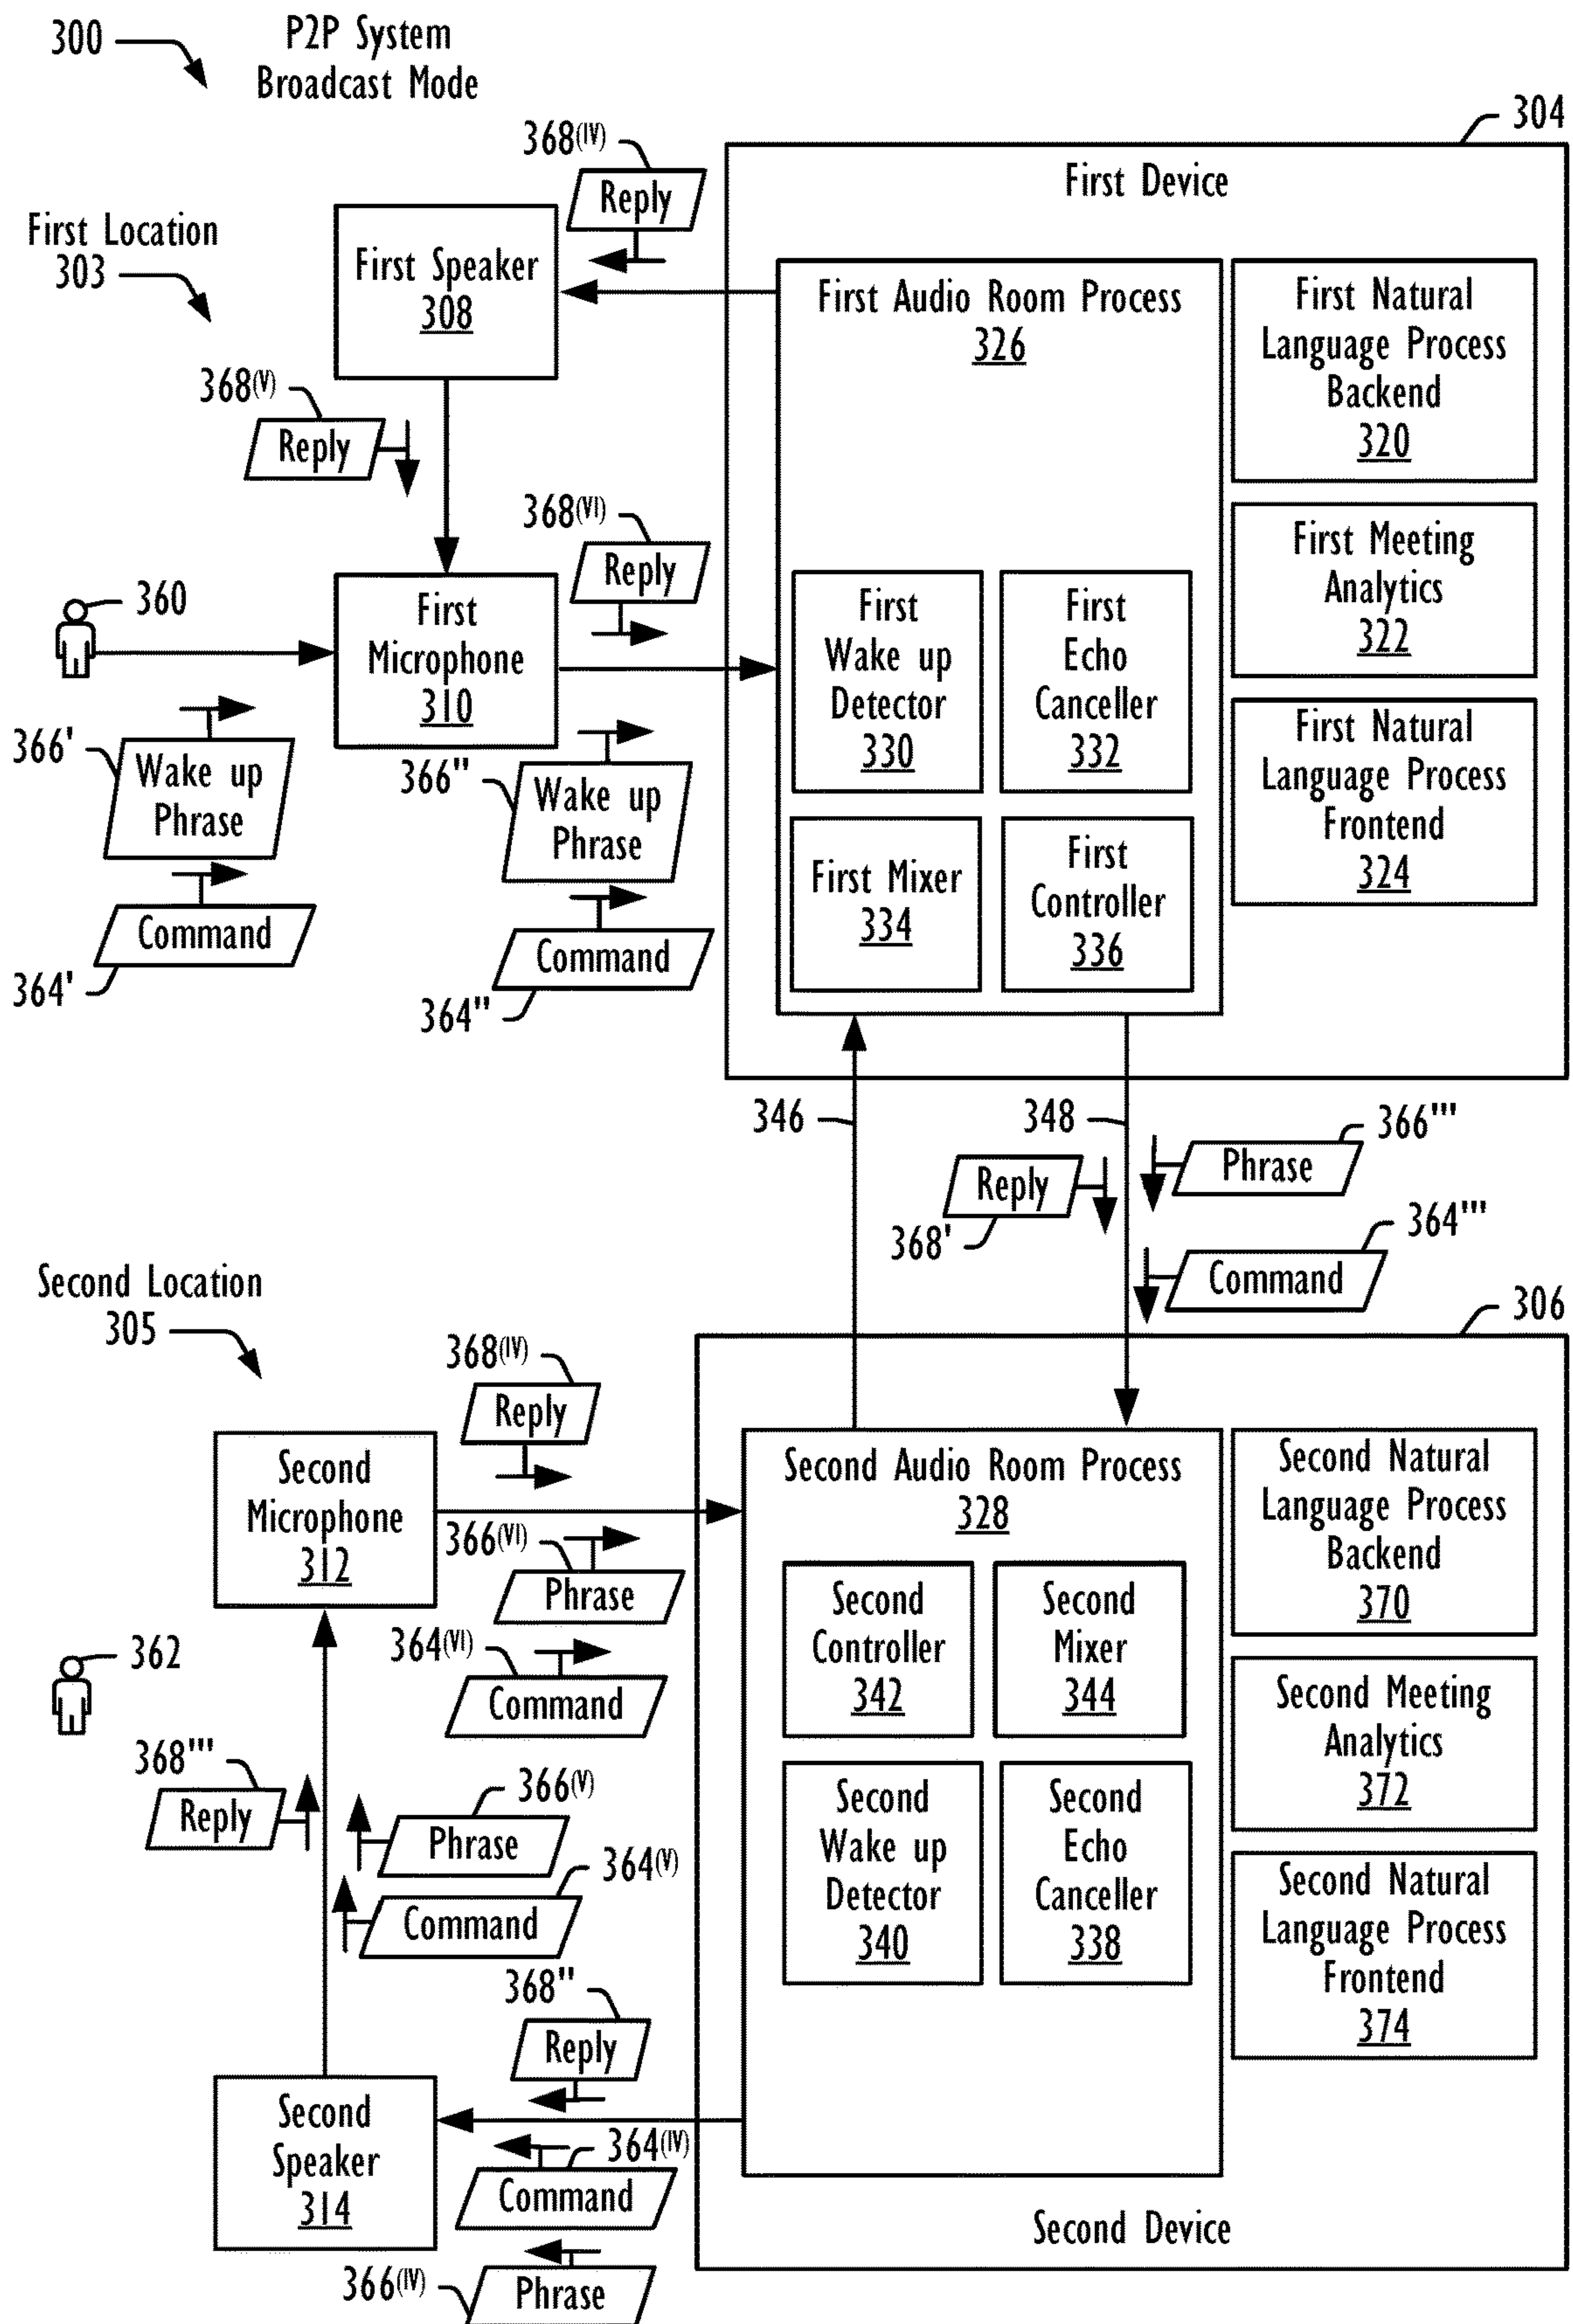 300
P2P System
Broadcast Mode
304
First Device
368(IV)
Reply
First Location
303
First Speaker
308
First Audio Room Process
326
First Natural
Language Process
Backend
320
368(V)
Reply
368(VI)
Reply
First Meeting
Analytics
322
360
First
Microphone
310
First
Wake up
Detector
330
First
Echo
Canceller
332
First Natural
Language Process
Frontend
324
366'
Wake up
Phrase
366"
Wake up
Phrase
First Mixer
334
First
Controller
336
Command
364'
Command
364"
346
348
366'''
Phrase
Reply
368'
364'''
Command
Second Location
305
306
368(IV)
Reply
Second
Microphone
312
Second Audio Room Process
328
Second Natural
Language Process
Backend
370
366(VI)
Phrase
Second
Controller
342
Second
Mixer
344
362
364(VI)
Command
Second Meeting
Analytics
372
368'''
Reply
366(V)
Phrase
364(V)
Command
Second
Wake up
Detector
340
Second
Echo
Canceller
338
Second Natural
Language Process
Frontend
374
368"
Reply
Second
Speaker
314
364(IV)
Command
366(IV)
Phrase
Second Device